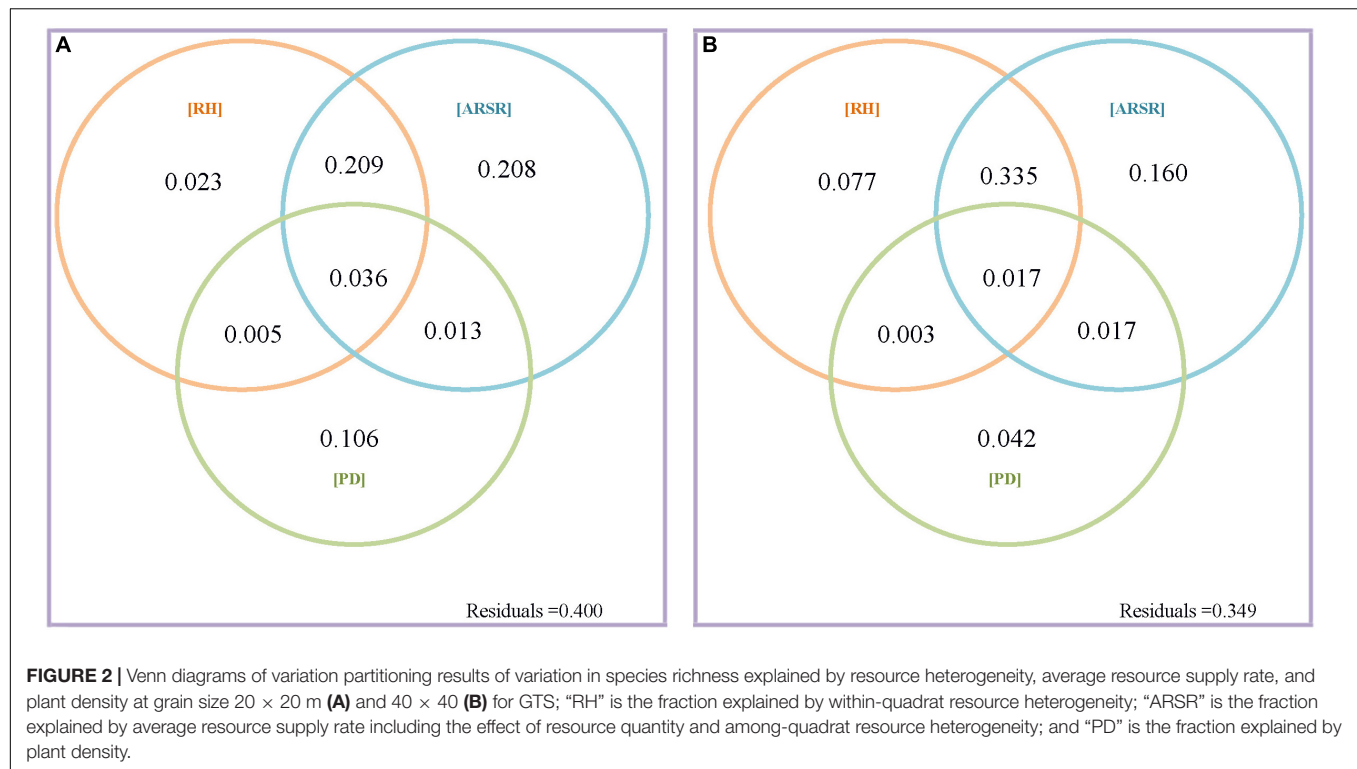 A
[RH]
[ARSR]
0.023
0.209
0.208
0.036
0.005
0.013
0.106
[PD]
Residuals =0.400
B
[RH]
[ARSR]
0.077
0.335
0.160
0.017
0.003
0.017
0.042
[PD]
Residuals =0.349
FIGURE 2 | Venn diagrams of variation partitioning results of variation in species richness explained by resource heterogeneity, average resource supply rate, and
plant density at grain size 20 × 20 m (A) and 40 × 40 (B) for GTS; “RH” is the fraction explained by within-quadrat resource heterogeneity; “ARSR” is the fraction
explained by average resource supply rate including the effect of resource quantity and among-quadrat resource heterogeneity; and “PD” is the fraction explained by
plant density.